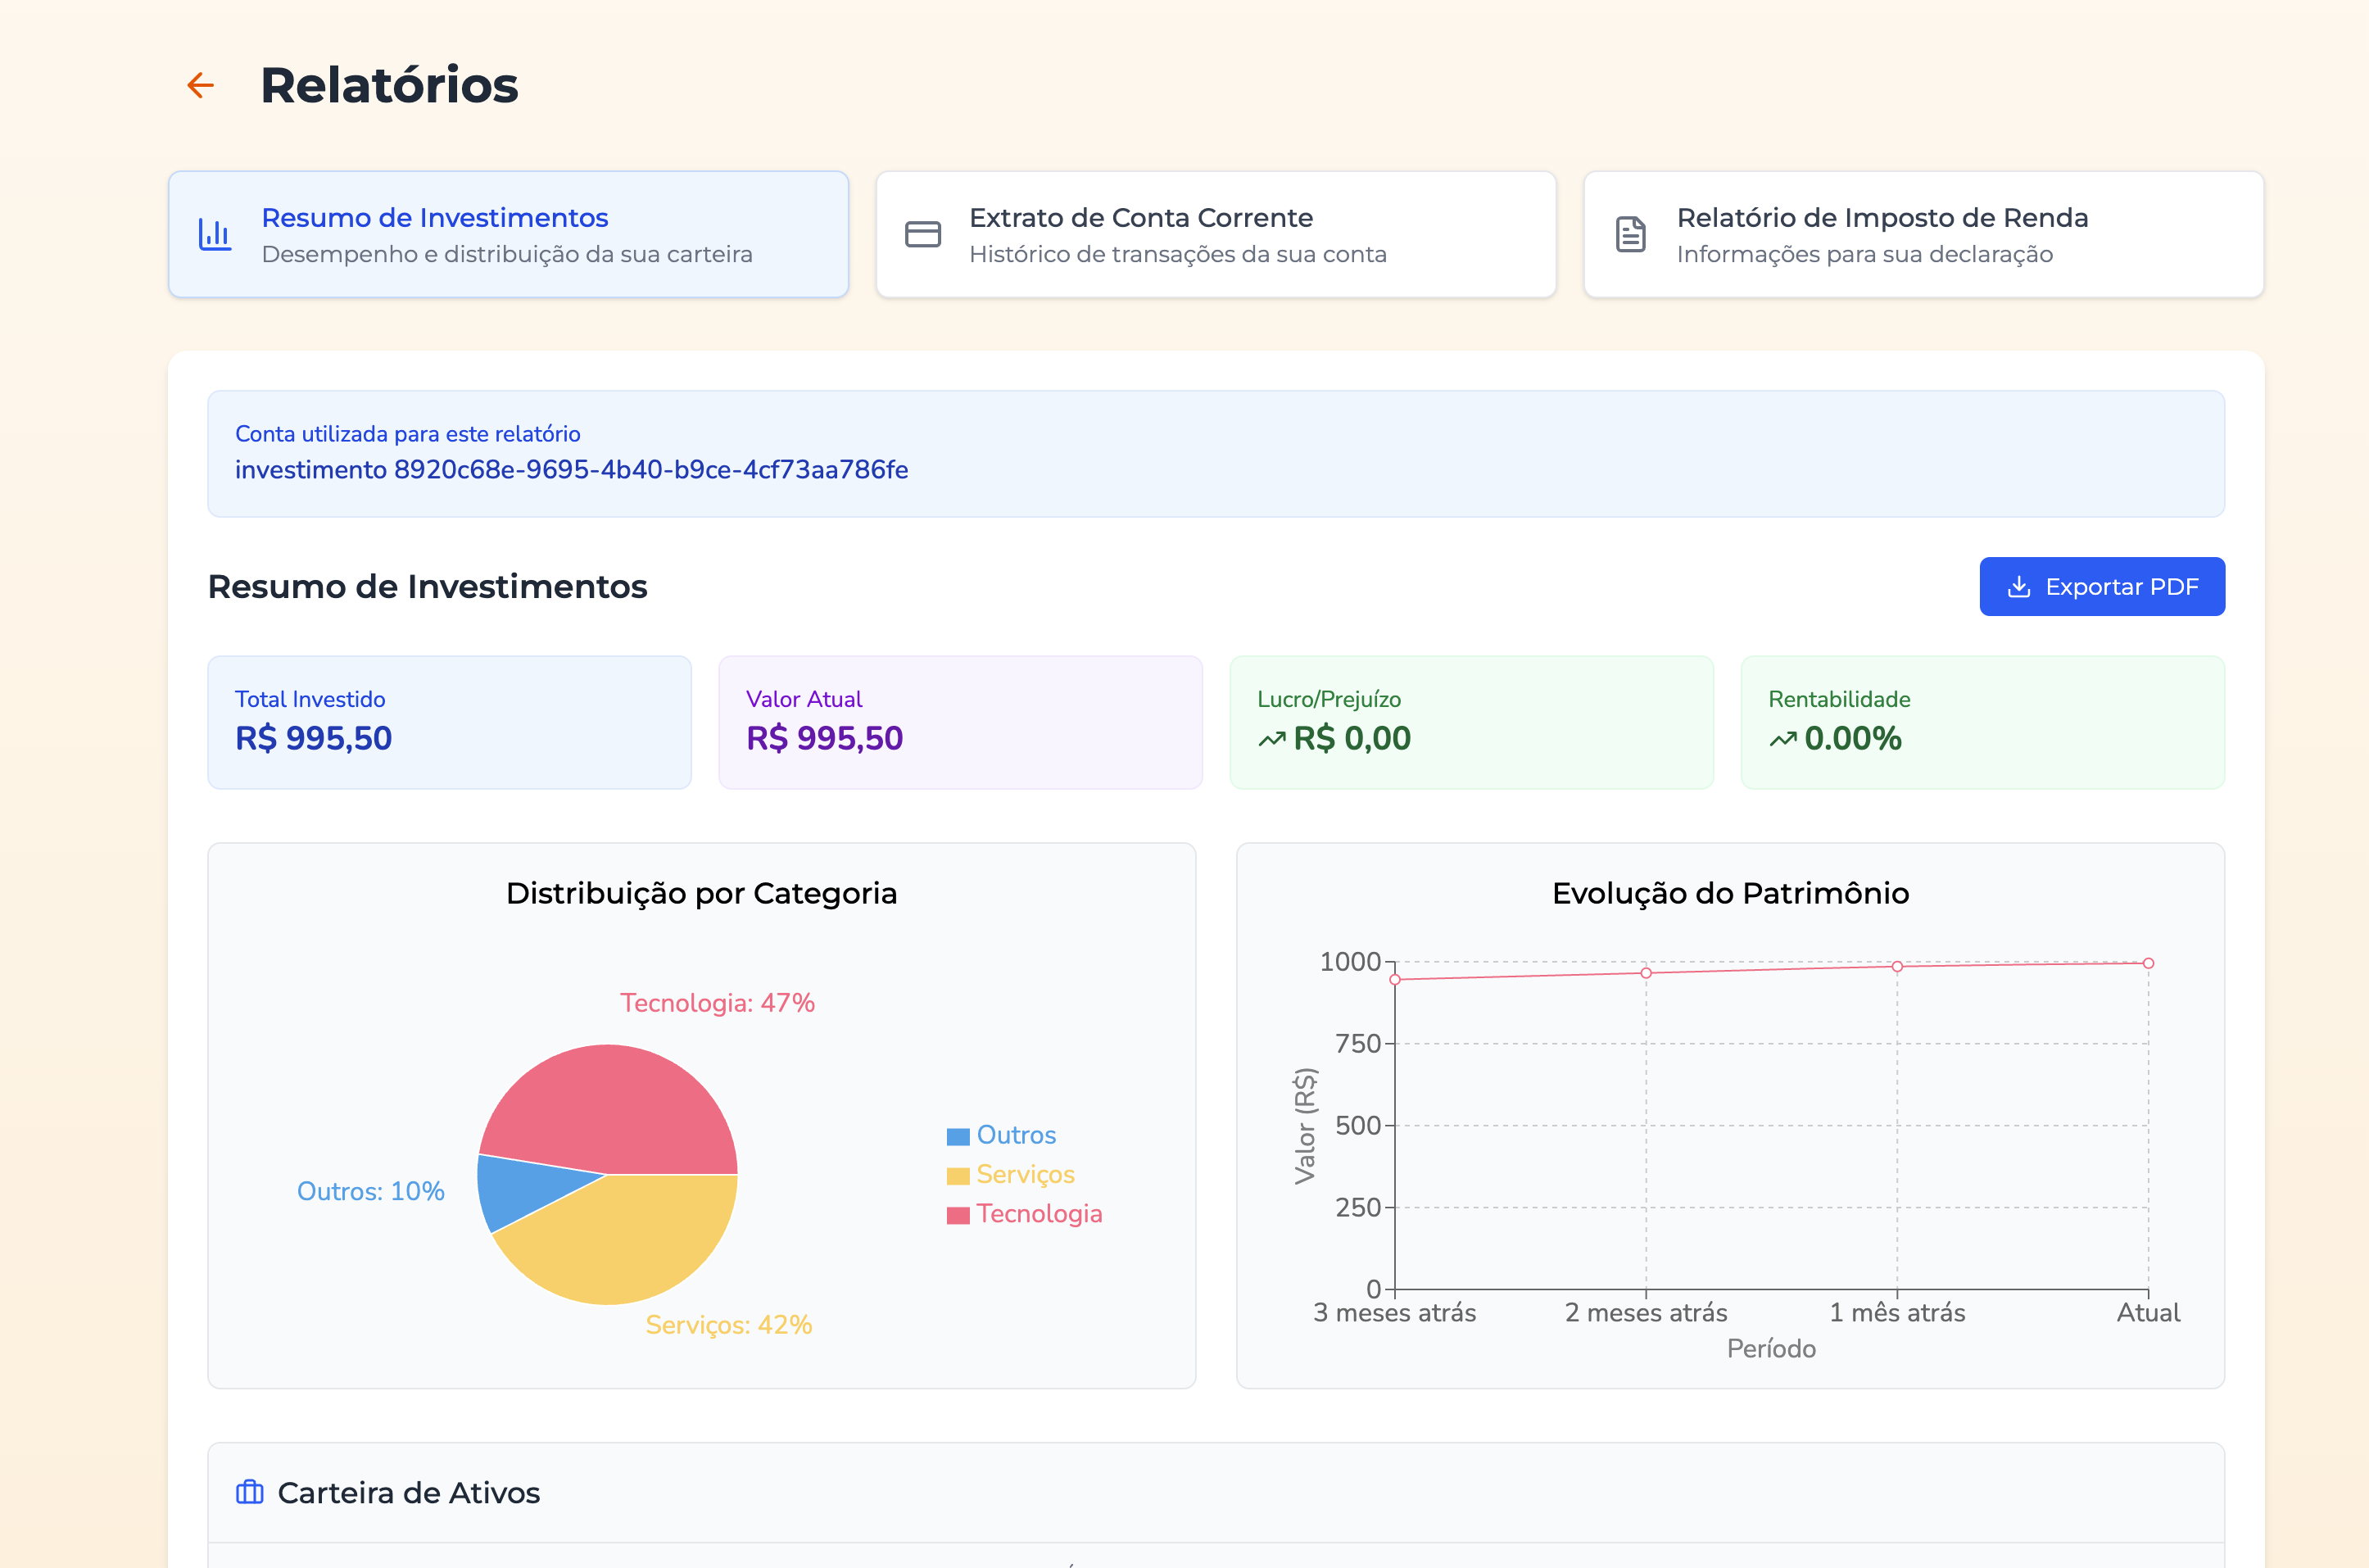 Relatórios
Resumo de Investimentos
Desempenho e distribuição da sua carteira
Extrato de Conta Corrente
Histórico de transações da sua conta
Relatório de Imposto de Renda
Informações para sua declaração
Conta utilizada para este relatório
investimento 8920c68e-9695-4b40-b9ce-4cf73aa786fe
Resumo de Investimentos
Exportar PDF
Total Investido
R$ 995,50
Valor Atual
R$ 995,50
Lucro/Prejuízo
R$ 0,00
Rentabilidade
0.00%
Distribuição por Categoria
Tecnologia: 47%
Outros: 10%
Serviços: 42%
Outros
Serviços
Tecnologia
Evolução do Patrimônio
1000
750
500
250
0
Valor (R$)
3 meses atrás
2 meses atrás
1 mês atrás
Atual
Período
Carteira de Ativos